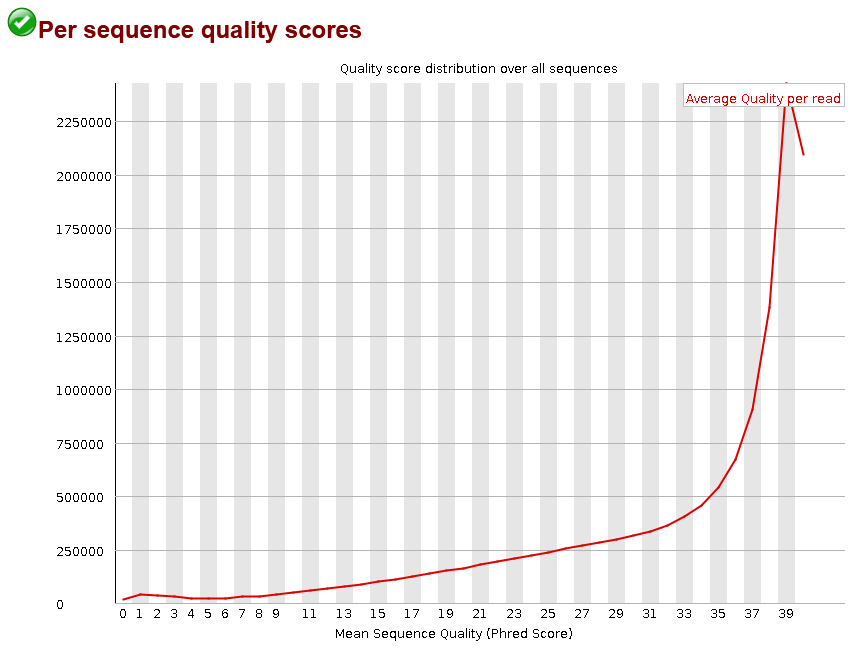 Per sequence quality scores
Quality score distribution over all sequences
Average Quality per read
2250000
2000000
1750000
1500000
1250000
1000000
750000
500000
250000
0
0 1 2 3 4 5 6 7 8 9 11 13 15 17 19 21 23 25 27 29 31 33 35 37 39
Mean Sequence Quality (Phred Score)